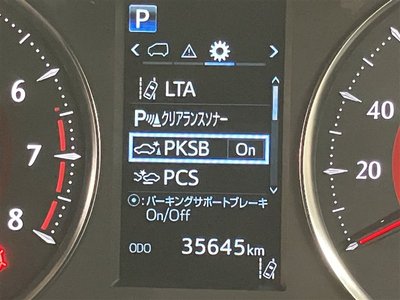 P
LTA
P クリアランスソナー
PKSB On
PCS
:パーキングサポートブレーキ
On/Off
ODO 35645km
6
7
8
40
20